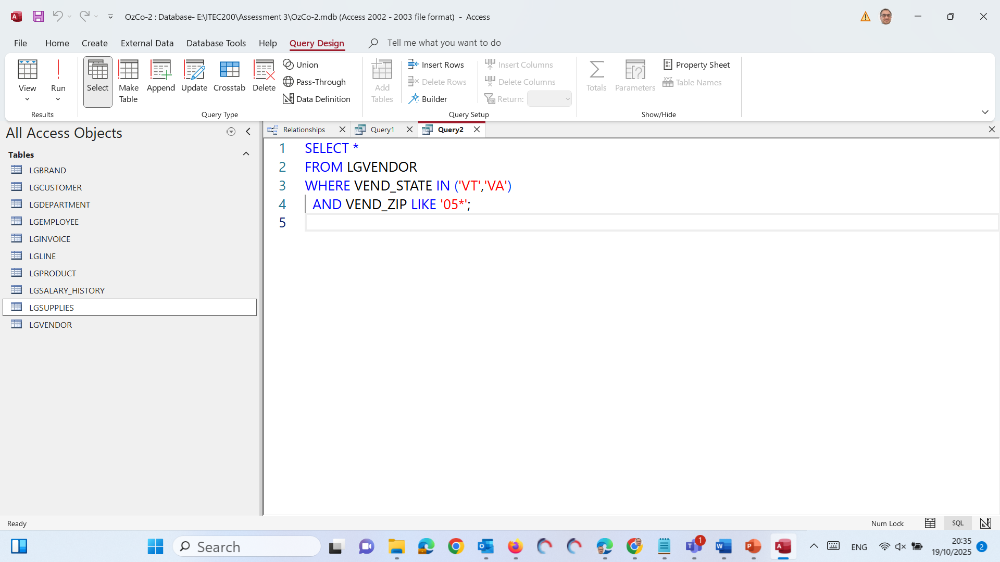 OzCo-2 : Database- E:\ITEC200\Assessment 3\OzCo-2.mdb (Access 2002 - 2003 file format)  -  Access
File Home Create External Data Database Tools Help Query Design Tell me what you want to do
View
Run
Results
Select
Make Table
Append
Update
Crosstab
Delete
Union
Pass-Through
Data Definition
Query Type
Add Tables
Insert Rows
Delete Rows
Builder
Insert Columns
Delete Columns
Return:
Query Setup
Totals
Parameters
Property Sheet
Table Names
Show/Hide
All Access Objects
Tables
LGBRAND
LGCUSTOMER
LGDEPARTMENT
LGEMPLOYEE
LGINVOICE
LGLINE
LGPRODUCT
LGSALARY_HISTORY
LGSUPPLIES
LGVENDOR
Relationships Query1 Query2
1 SELECT *
2 FROM LGVENDOR
3 WHERE VEND_STATE IN ('VT','VA')
4 AND VEND_ZIP LIKE '05*';
5
Ready
Num Lock
SQL
Search
1
ENG
20:35
19/10/2025
2